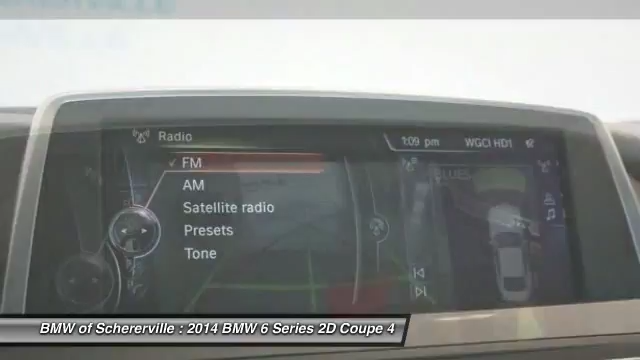 Radio
1:09 pm
WGCI HD1
✓ FM
BLUES
AM
Satellite radio
Presets
Tone
BMW of Schererville : 2014 BMW 6 Series 2D Coupe 4